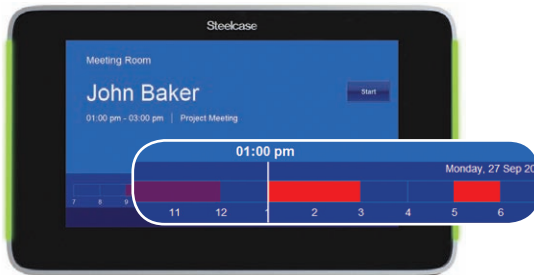 Steelcase
Meeting Room
John Baker
Start
01:00 pm - 03:00 pm | Project Meeting
01:00 pm
Monday, 27 Sep 20
7 8 9
11 12 1 2 3 4 5 6